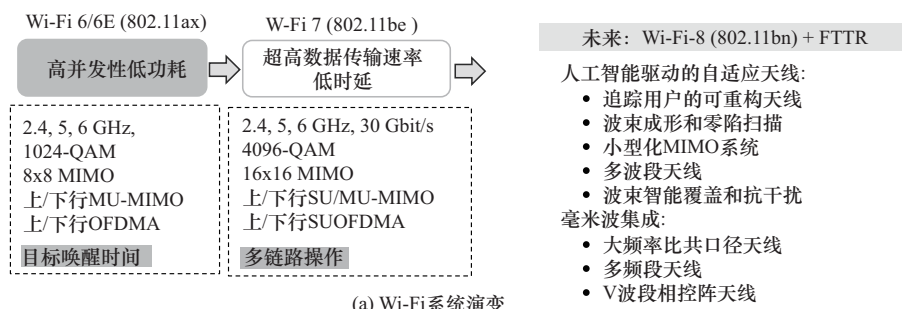 Wi-Fi 6/6E (802.11ax)
高并发性低功耗
2.4, 5, 6 GHz,
1024-QAM
8x8 MIMO
上/下行MU-MIMO
上/下行OFDMA
目标唤醒时间
W-Fi 7 (802.11be )
超高数据传输速率
低时延
2.4, 5, 6 GHz, 30 Gbit/s
4096-QAM
16x16 MIMO
上/下行SU/MU-MIMO
上/下行SUOFDMA
多链路操作
未来：Wi-Fi-8 (802.11bn) + FTTR
人工智能驱动的自适应天线:
• 追踪用户的可重构天线
• 波束成形和零陷扫描
• 小型化MIMO系统
• 多波段天线
• 波束智能覆盖和抗干扰
毫米波集成:
• 大频率比共口径天线
• 多频段天线
• V波段相控阵天线
(a) Wi-Fi系统演变